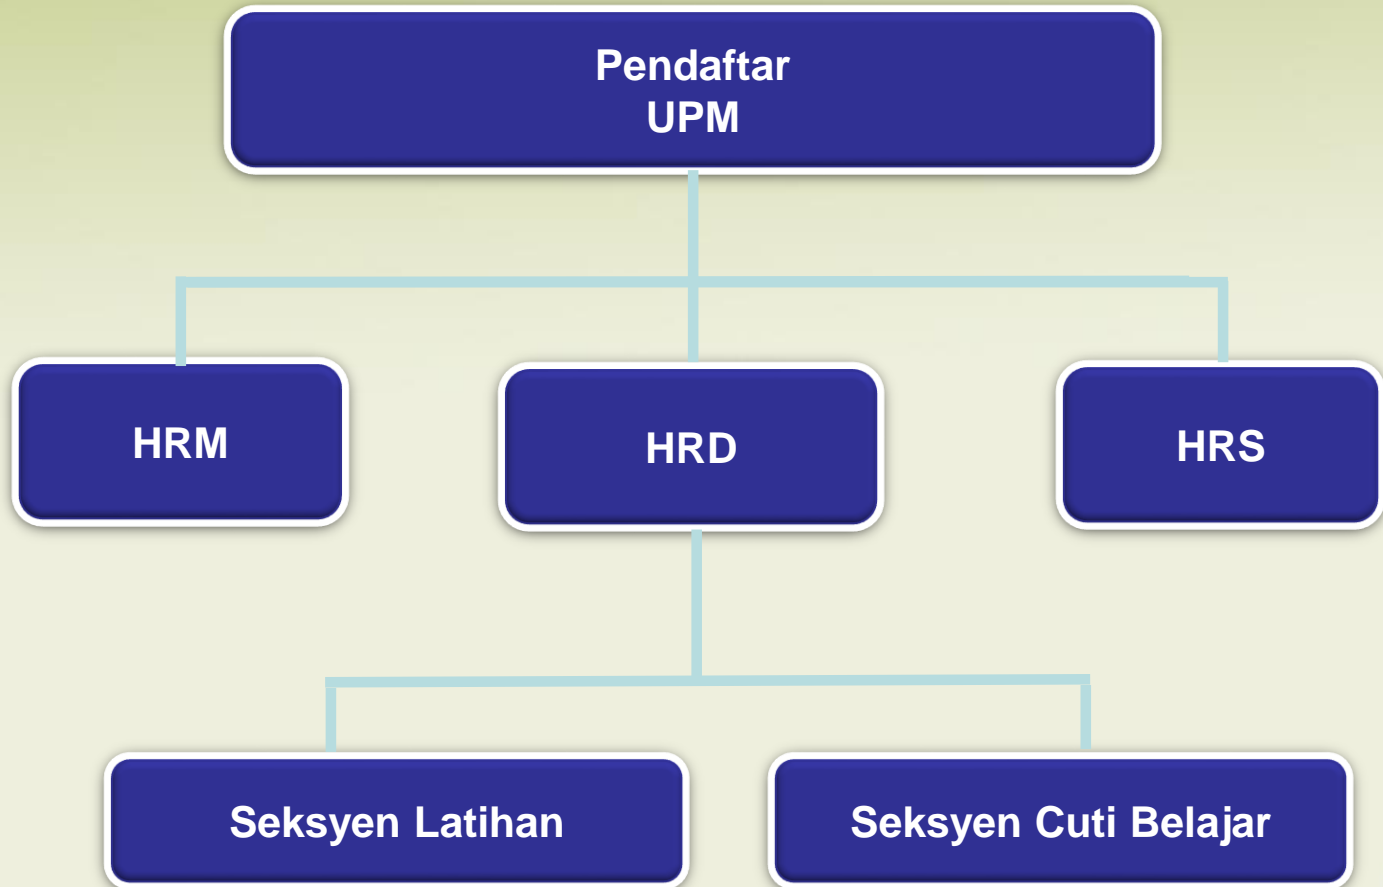 Pendaftar
UPM
HRM
HRD
HRS
Seksyen Latihan
Seksyen Cuti Belajar